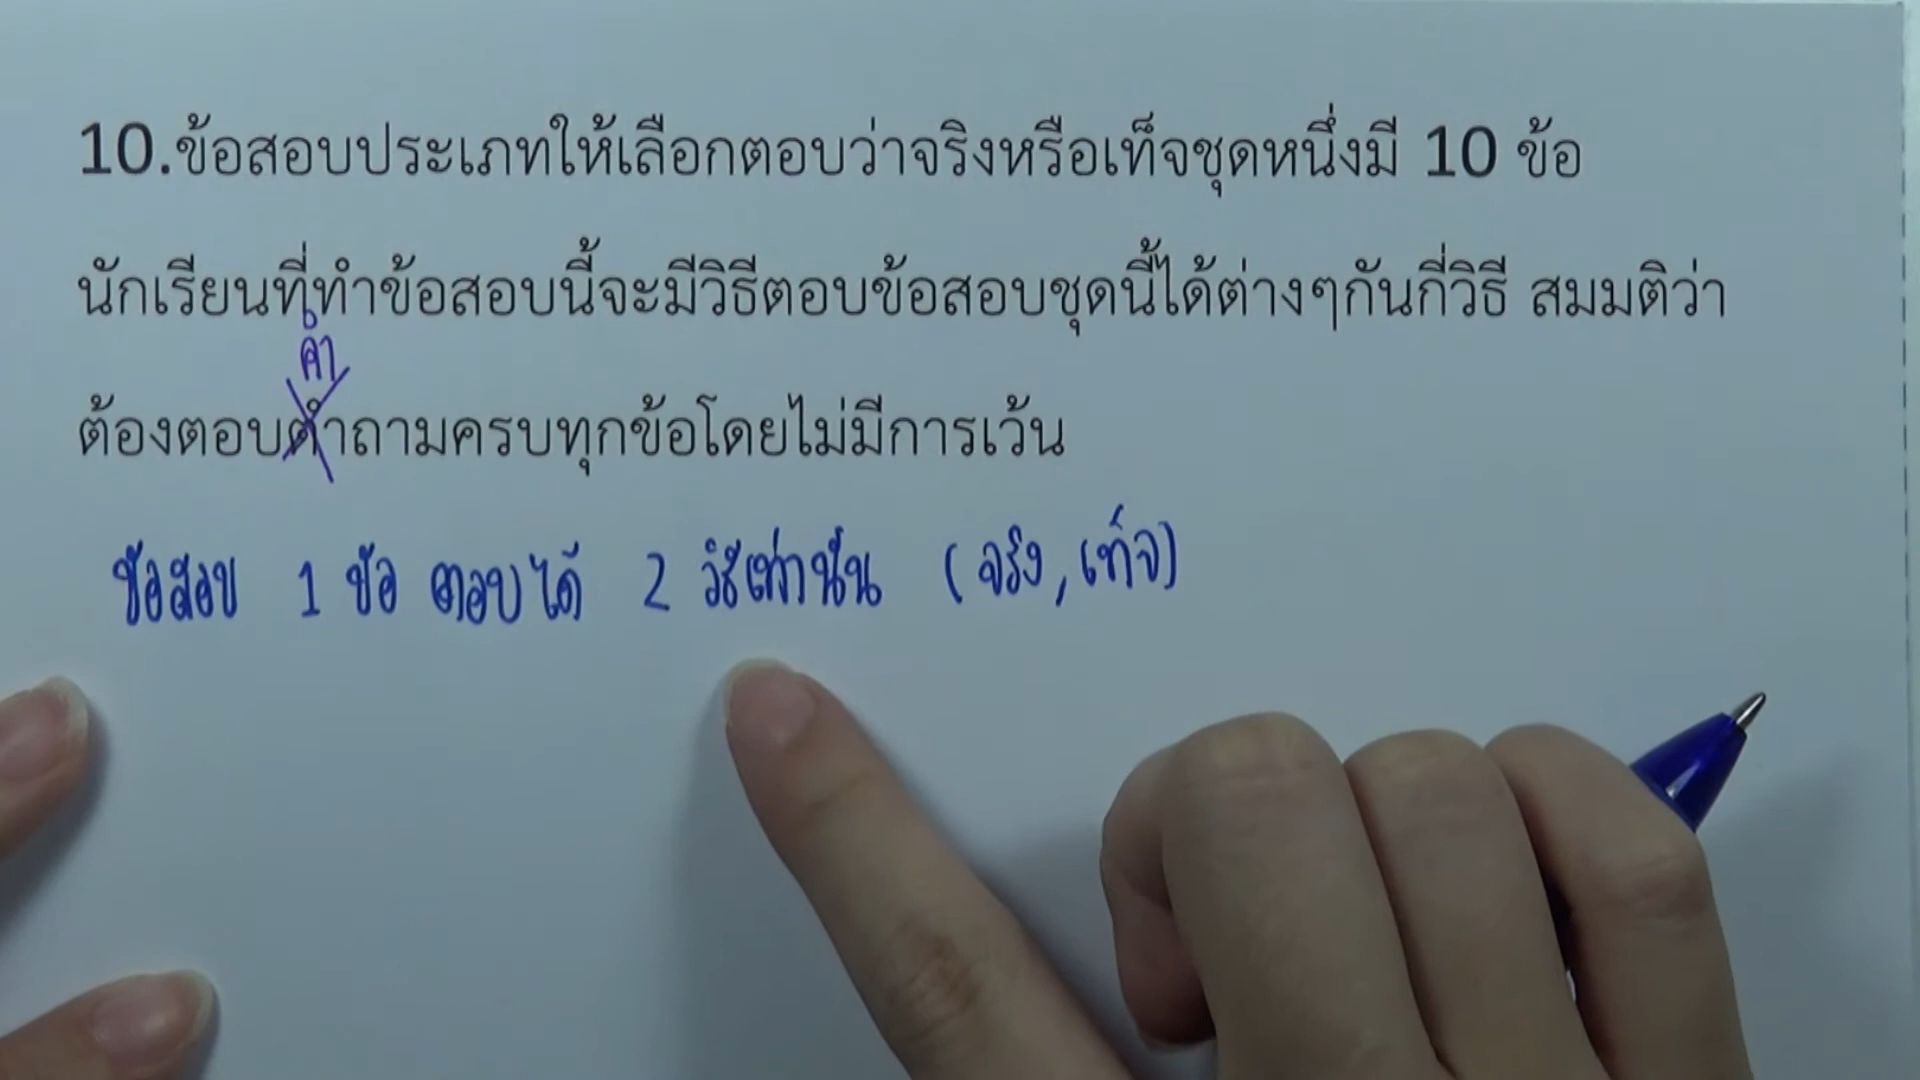 10.ข้อสอบประเภทให้เลือกตอบว่าจริงหรือเท็จชุดหนึ่งมี 10 ข้อ
นักเรียนที่ทำข้อสอบนี้จะมีวิธีตอบข้อสอบชุดนี้ได้ต่างๆกันกี่วิธี สมมติว่า
คำ
ต้องตอบตำถามครบทุกข้อโดยไม่มีการเว้น
ข้อสอบ 1 ข้อ ตอบได้ 2 วิธีเท่านั้น (จริง, เท็จ)